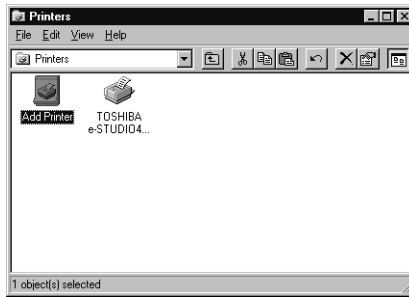 Printers
File Edit View Help
Printers
Add Printer
TOSHIBA
e-STUDIO4...
1 object(s) selected